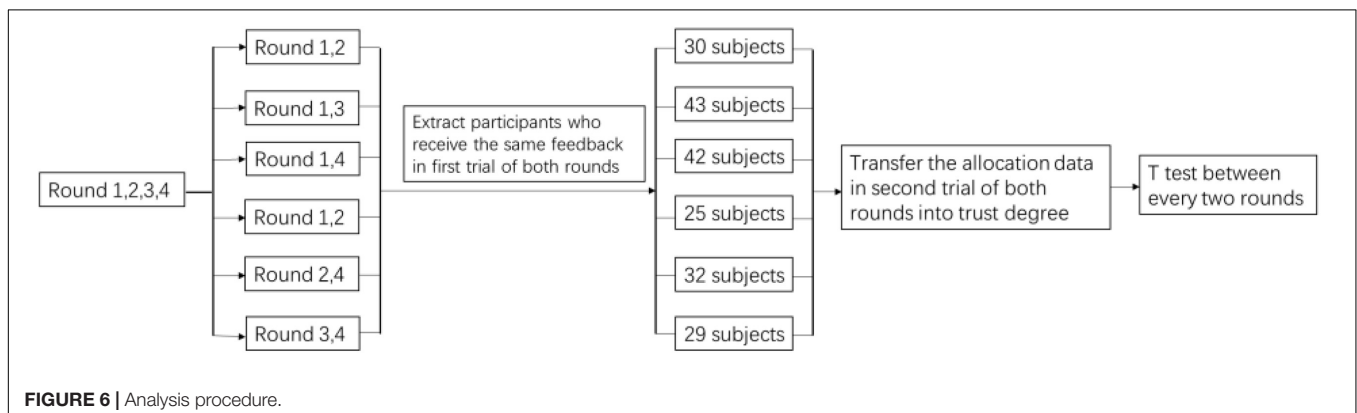 Round 1,2,3,4
Round 1,2
Round 1,3
Round 1,4
Round 1,2
Round 2,4
Round 3,4
Extract participants who
receive the same feedback
in first trial of both rounds
30 subjects
43 subjects
42 subjects
25 subjects
32 subjects
29 subjects
Transfer the allocation data
in second trial of both
rounds into trust degree
T test between
every two rounds
FIGURE 6 | Analysis procedure.